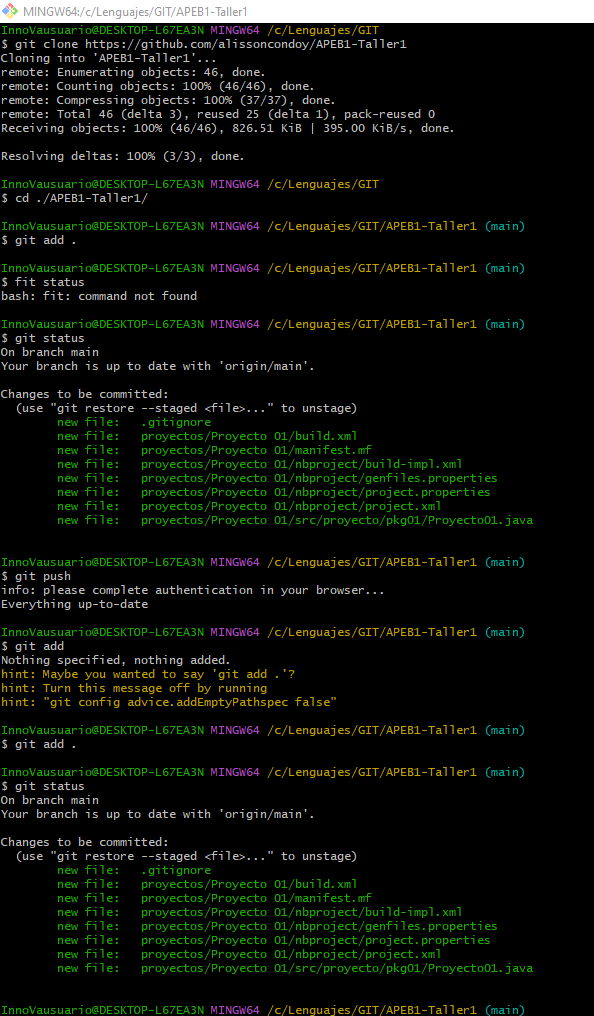 MINGW64:/c/Lenguajes/GIT/APEB1-Taller1
InnoVausuario@DESKTOP-L67EA3N MINGW64 /c/Lenguajes/GIT
$ git clone https://github.com/alissoncondoy/APEB1-Taller1
Cloning into 'APEB1-Taller1'...
remote: Enumerating objects: 46, done.
remote: Counting objects: 100% (46/46), done.
remote: Compressing objects: 100% (37/37), done.
remote: Total 46 (delta 3), reused 25 (delta 1), pack-reused 0
Receiving objects: 100% (46/46), 826.51 KiB | 395.00 KiB/s, done.
Resolving deltas: 100% (3/3), done.
InnoVausuario@DESKTOP-L67EA3N MINGW64 /c/Lenguajes/GIT
$ cd ./APEB1-Taller1/
InnoVausuario@DESKTOP-L67EA3N MINGW64 /c/Lenguajes/GIT/APEB1-Taller1 (main)
$ git add .
InnoVausuario@DESKTOP-L67EA3N MINGW64 /c/Lenguajes/GIT/APEB1-Taller1 (main)
$ fit status
bash: fit: command not found
InnoVausuario@DESKTOP-L67EA3N MINGW64 /c/Lenguajes/GIT/APEB1-Taller1 (main)
$ git status
On branch main
Your branch is up to date with 'origin/main'.
Changes to be committed:
(use "git restore --staged <file>..." to unstage)
new file: .gitignore
new file: proyectos/Proyecto 01/build.xml
new file: proyectos/Proyecto 01/manifest.mf
new file: proyectos/Proyecto 01/nbproject/build-impl.xml
new file: proyectos/Proyecto 01/nbproject/genfiles.properties
new file: proyectos/Proyecto 01/nbproject/project.properties
new file: proyectos/Proyecto 01/nbproject/project.xml
new file: proyectos/Proyecto 01/src/proyecto/pkg01/Proyecto01.java
InnoVausuario@DESKTOP-L67EA3N MINGW64 /c/Lenguajes/GIT/APEB1-Taller1 (main)
$ git push
info: please complete authentication in your browser...
Everything up-to-date
InnoVausuario@DESKTOP-L67EA3N MINGW64 /c/Lenguajes/GIT/APEB1-Taller1 (main)
$ git add
Nothing specified, nothing added.
hint: Maybe you wanted to say 'git add .'?
hint: Turn this message off by running
hint: "git config advice.addEmptyPathspec false"
InnoVausuario@DESKTOP-L67EA3N MINGW64 /c/Lenguajes/GIT/APEB1-Taller1 (main)
$ git add .
InnoVausuario@DESKTOP-L67EA3N MINGW64 /c/Lenguajes/GIT/APEB1-Taller1 (main)
$ git status
On branch main
Your branch is up to date with 'origin/main'.
Changes to be committed:
(use "git restore --staged <file>..." to unstage)
new file: .gitignore
new file: proyectos/Proyecto 01/build.xml
new file: proyectos/Proyecto 01/manifest.mf
new file: proyectos/Proyecto 01/nbproject/build-impl.xml
new file: proyectos/Proyecto 01/nbproject/genfiles.properties
new file: proyectos/Proyecto 01/nbproject/project.properties
new file: proyectos/Proyecto 01/nbproject/project.xml
new file: proyectos/Proyecto 01/src/proyecto/pkg01/Proyecto01.java
InnoVausuario@DESKTOP-L67EA3N MINGW64 /c/Lenguajes/GIT/APEB1-Taller1 (main)